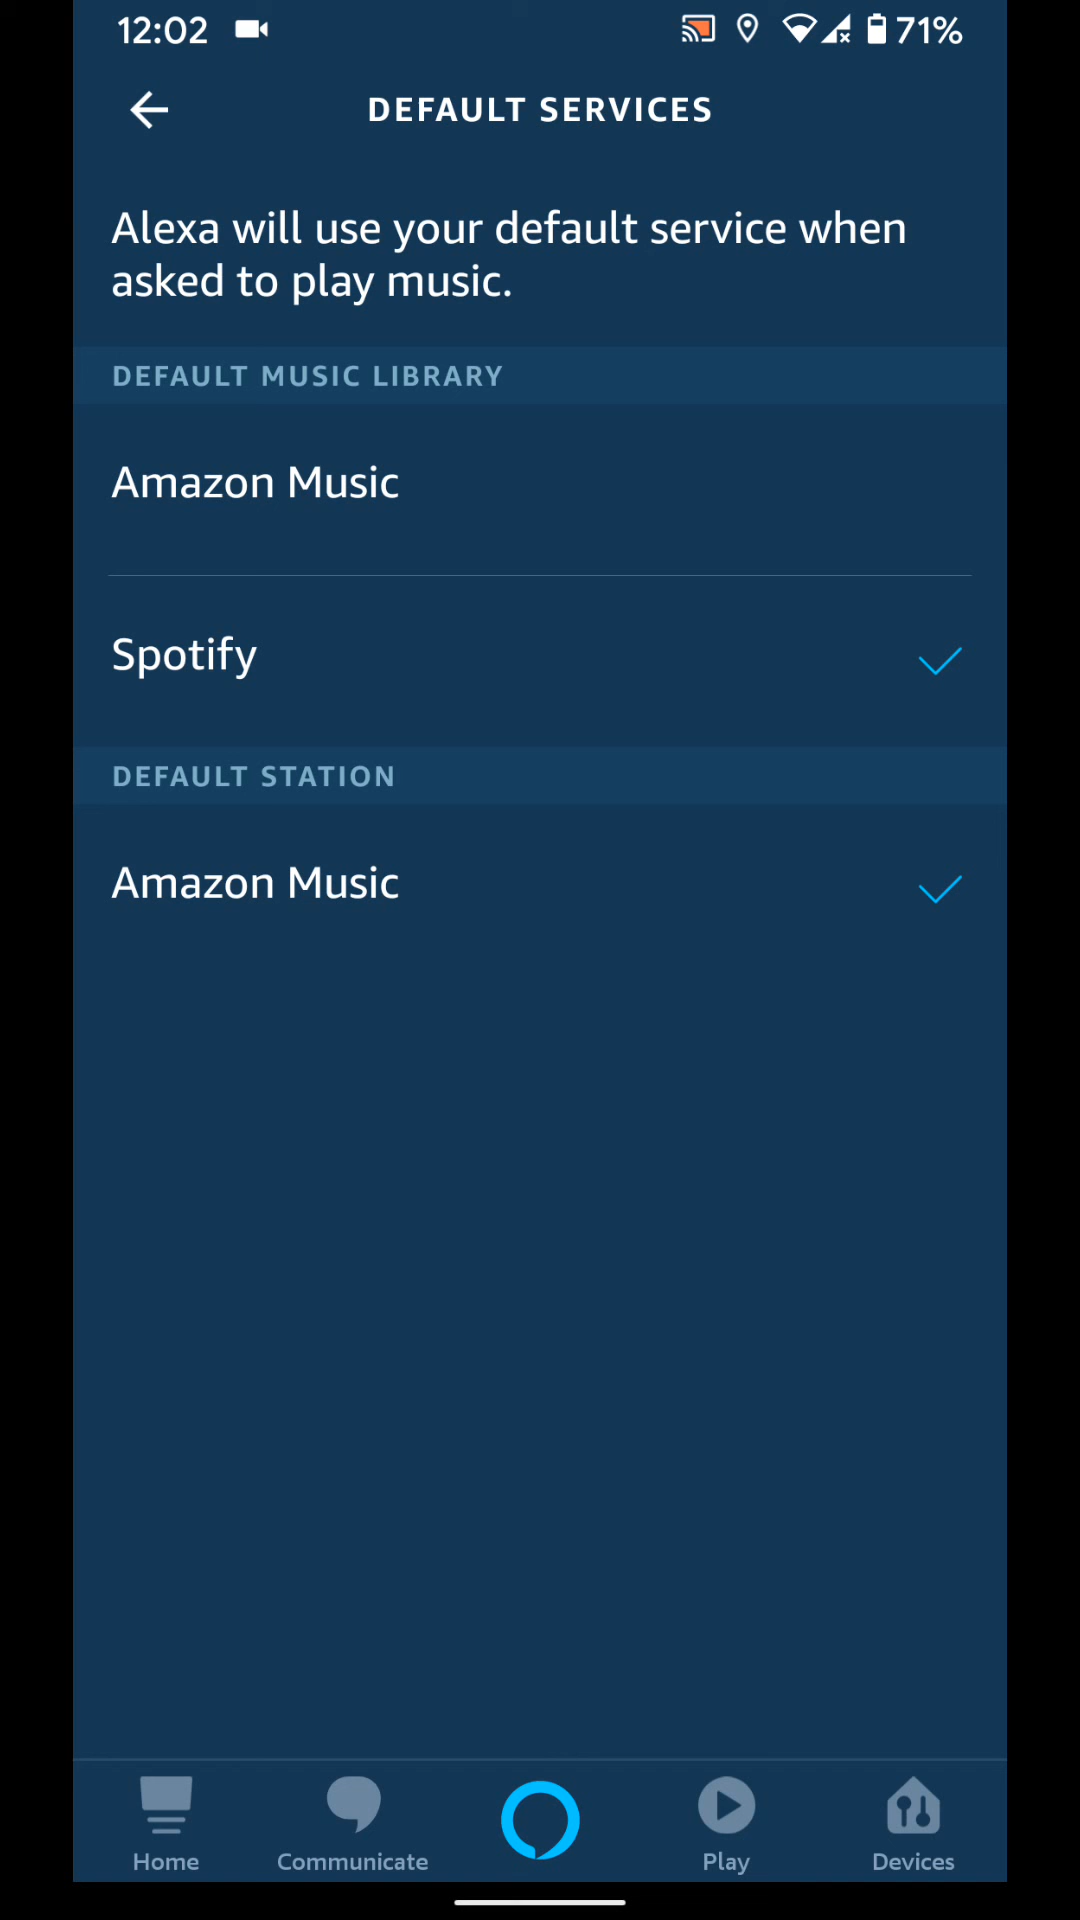 12:02 71%
DEFAULT SERVICES
Alexa will use your default service when
asked to play music.
DEFAULT MUSIC LIBRARY
Amazon Music
Spotify
DEFAULT STATION
Amazon Music
Home Communicate Play Devices